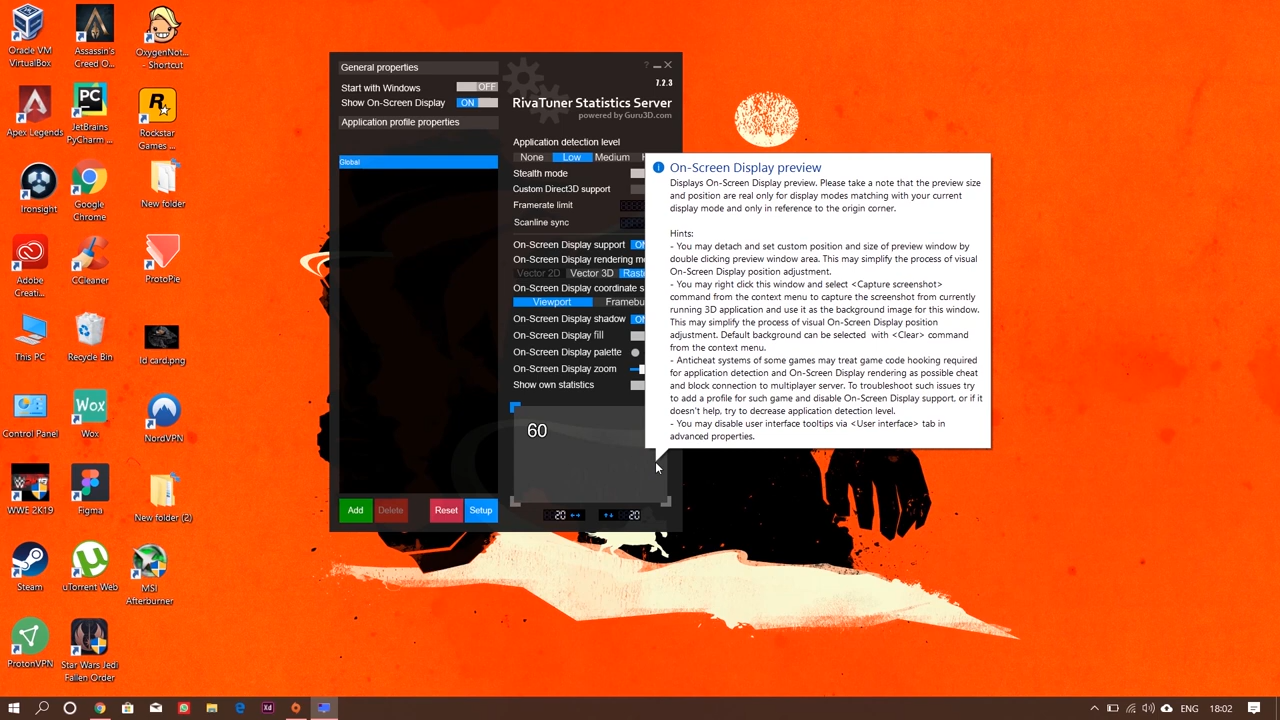 Oracle VM
VirtualBox
Assassin's
Creed O...
OxygenNot...
- Shortcut
Apex Legends
JetBrains
PyCharm ...
Rockstar
Games ...
Ironsight
Google
Chrome
New folder
Adobe
Creati...
CCleaner
ProtoPie
This PC
Recycle Bin
Id card.png
Control Panel
Wox
Wox
NordVPN
WWE 2K19
Figma
New folder (2)
Steam
uTorrent Web
MSI
Afterburner
ProtonVPN
Star Wars Jedi
Fallen Order
General properties
Start with Windows
OFF
Show On-Screen Display
ON
Application profile properties
Global
Add
Delete
Reset
Setup
?
7.2.3
RivaTuner Statistics Server
powered by Guru3D.com
Application detection level
None
Low
Medium
Stealth mode
Custom Direct3D support
Framerate limit
Scanline sync
On-Screen Display support
On-Screen Display rendering mo
Vector 2D
Vector 3D
Raste
On-Screen Display coordinate s
Viewport
Framebu
On-Screen Display shadow
On-Screen Display fill
On-Screen Display palette
On-Screen Display zoom
Show own statistics
60
20
20
On-Screen Display preview
Displays On-Screen Display preview. Please take a note that the preview size
and position are real only for display modes matching with your current
display mode and only in reference to the origin corner.
Hints:
- You may detach and set custom position and size of preview window by
double clicking preview window area. This may simplify the process of visual
On-Screen Display position adjustment.
- You may right click this window and select <Capture screenshot>
command from the context menu to capture the screenshot from currently
running 3D application and use it as the background image for this window.
This may simplify the process of visual On-Screen Display position
adjustment. Default background can be selected with <Clear> command
from the context menu.
- Anticheat systems of some games may treat game code hooking required
for application detection and On-Screen Display rendering as possible cheat
and block connection to multiplayer server. To troubleshoot such issues try
to add a profile for such game and disable On-Screen Display support, or if it
doesn't help, try to decrease application detection level.
- You may disable user interface tooltips via <User interface> tab in
advanced properties.
Xd
ENG
18:02